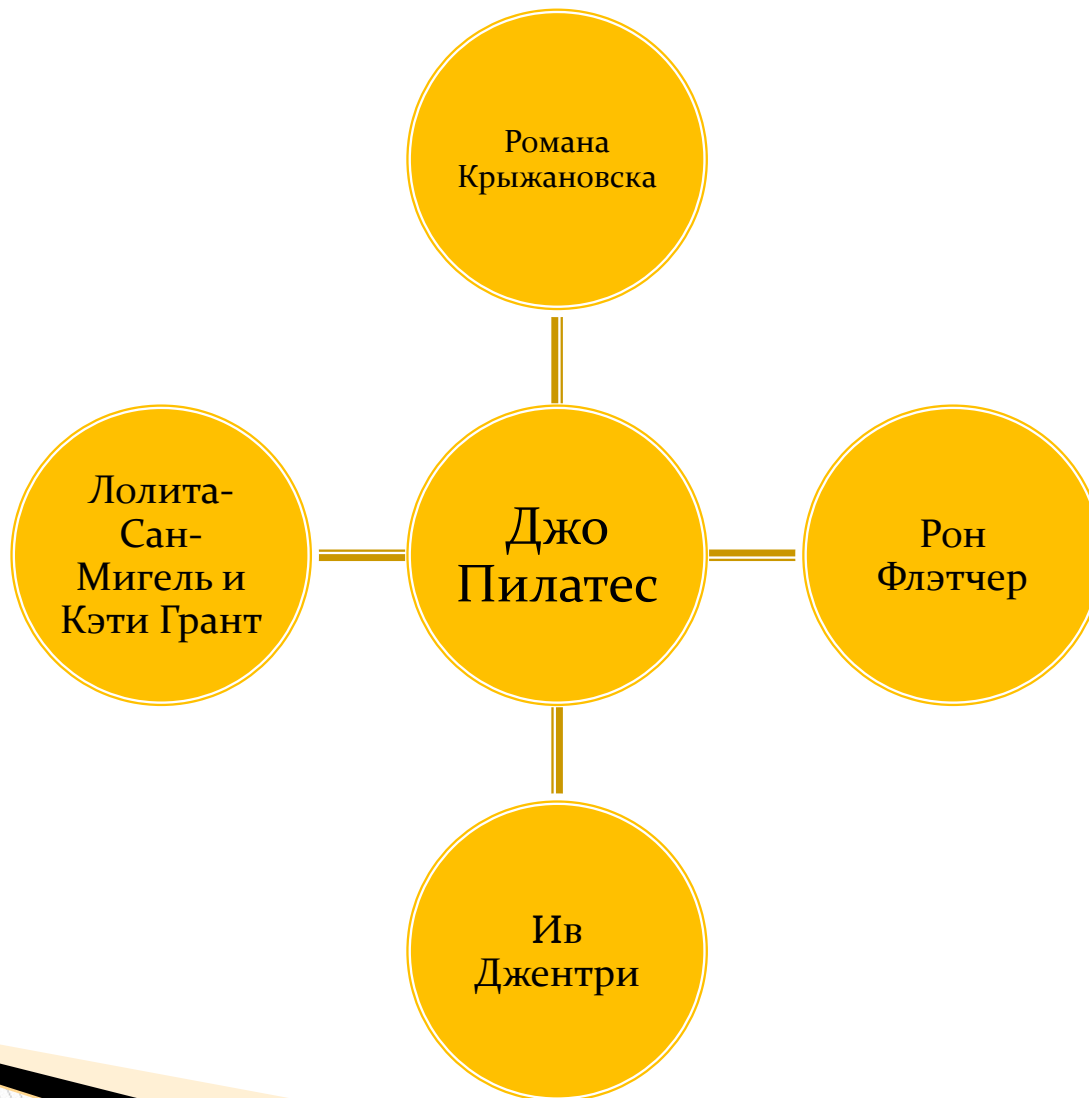 Романа
Крыжановска
Лолита-
Сан-
Мигель и
Кэти Грант
Джо
Пилатес
Рон
Флэтчер
Ив
Джентри